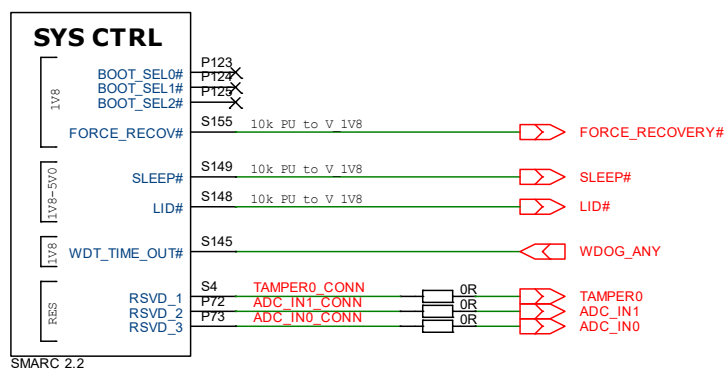 SYS CTRL
P123
BOOT_SEL0#
P124
BOOT_SEL1#
P125
BOOT_SEL2#
1V8
S155 10k PU to V_1V8
FORCE_RECOV# FORCE_RECOVERY#
S149 10k PU to V_1V8
SLEEP# SLEEP#
1V8-5V0
S148 10k PU to V_1V8
LID# LID#
S145
1V8 WDT_TIME_OUT# WDOG_ANY
S4 TAMPER0_CONN 0R
RSVD_1 TAMPER0
P72 ADC_IN1_CONN 0R
RSVD_2 ADC_IN1
P73 ADC_IN0_CONN 0R
RSVD_3 ADC_IN0
RES
SMARC 2.2